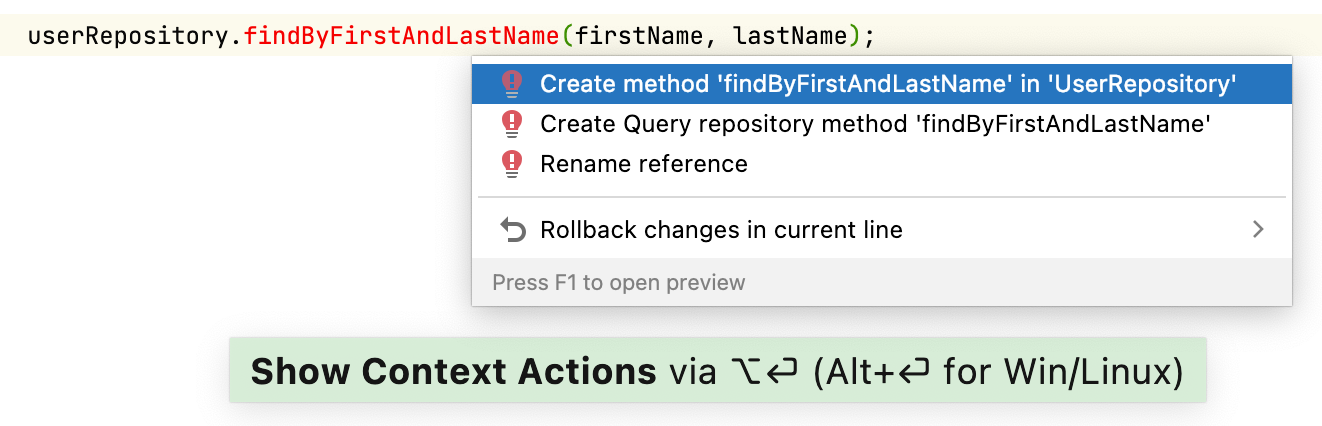 userRepository.findByFirstAndLastName(firstName, lastName);
Create method 'findByFirstAndLastName' in 'UserRepository'
Create Query repository method 'findByFirstAndLastName'
Rename reference
Rollback changes in current line
Press F1 to open preview
Show Context Actions via ⌥⏎ (Alt+⏎ for Win/Linux)